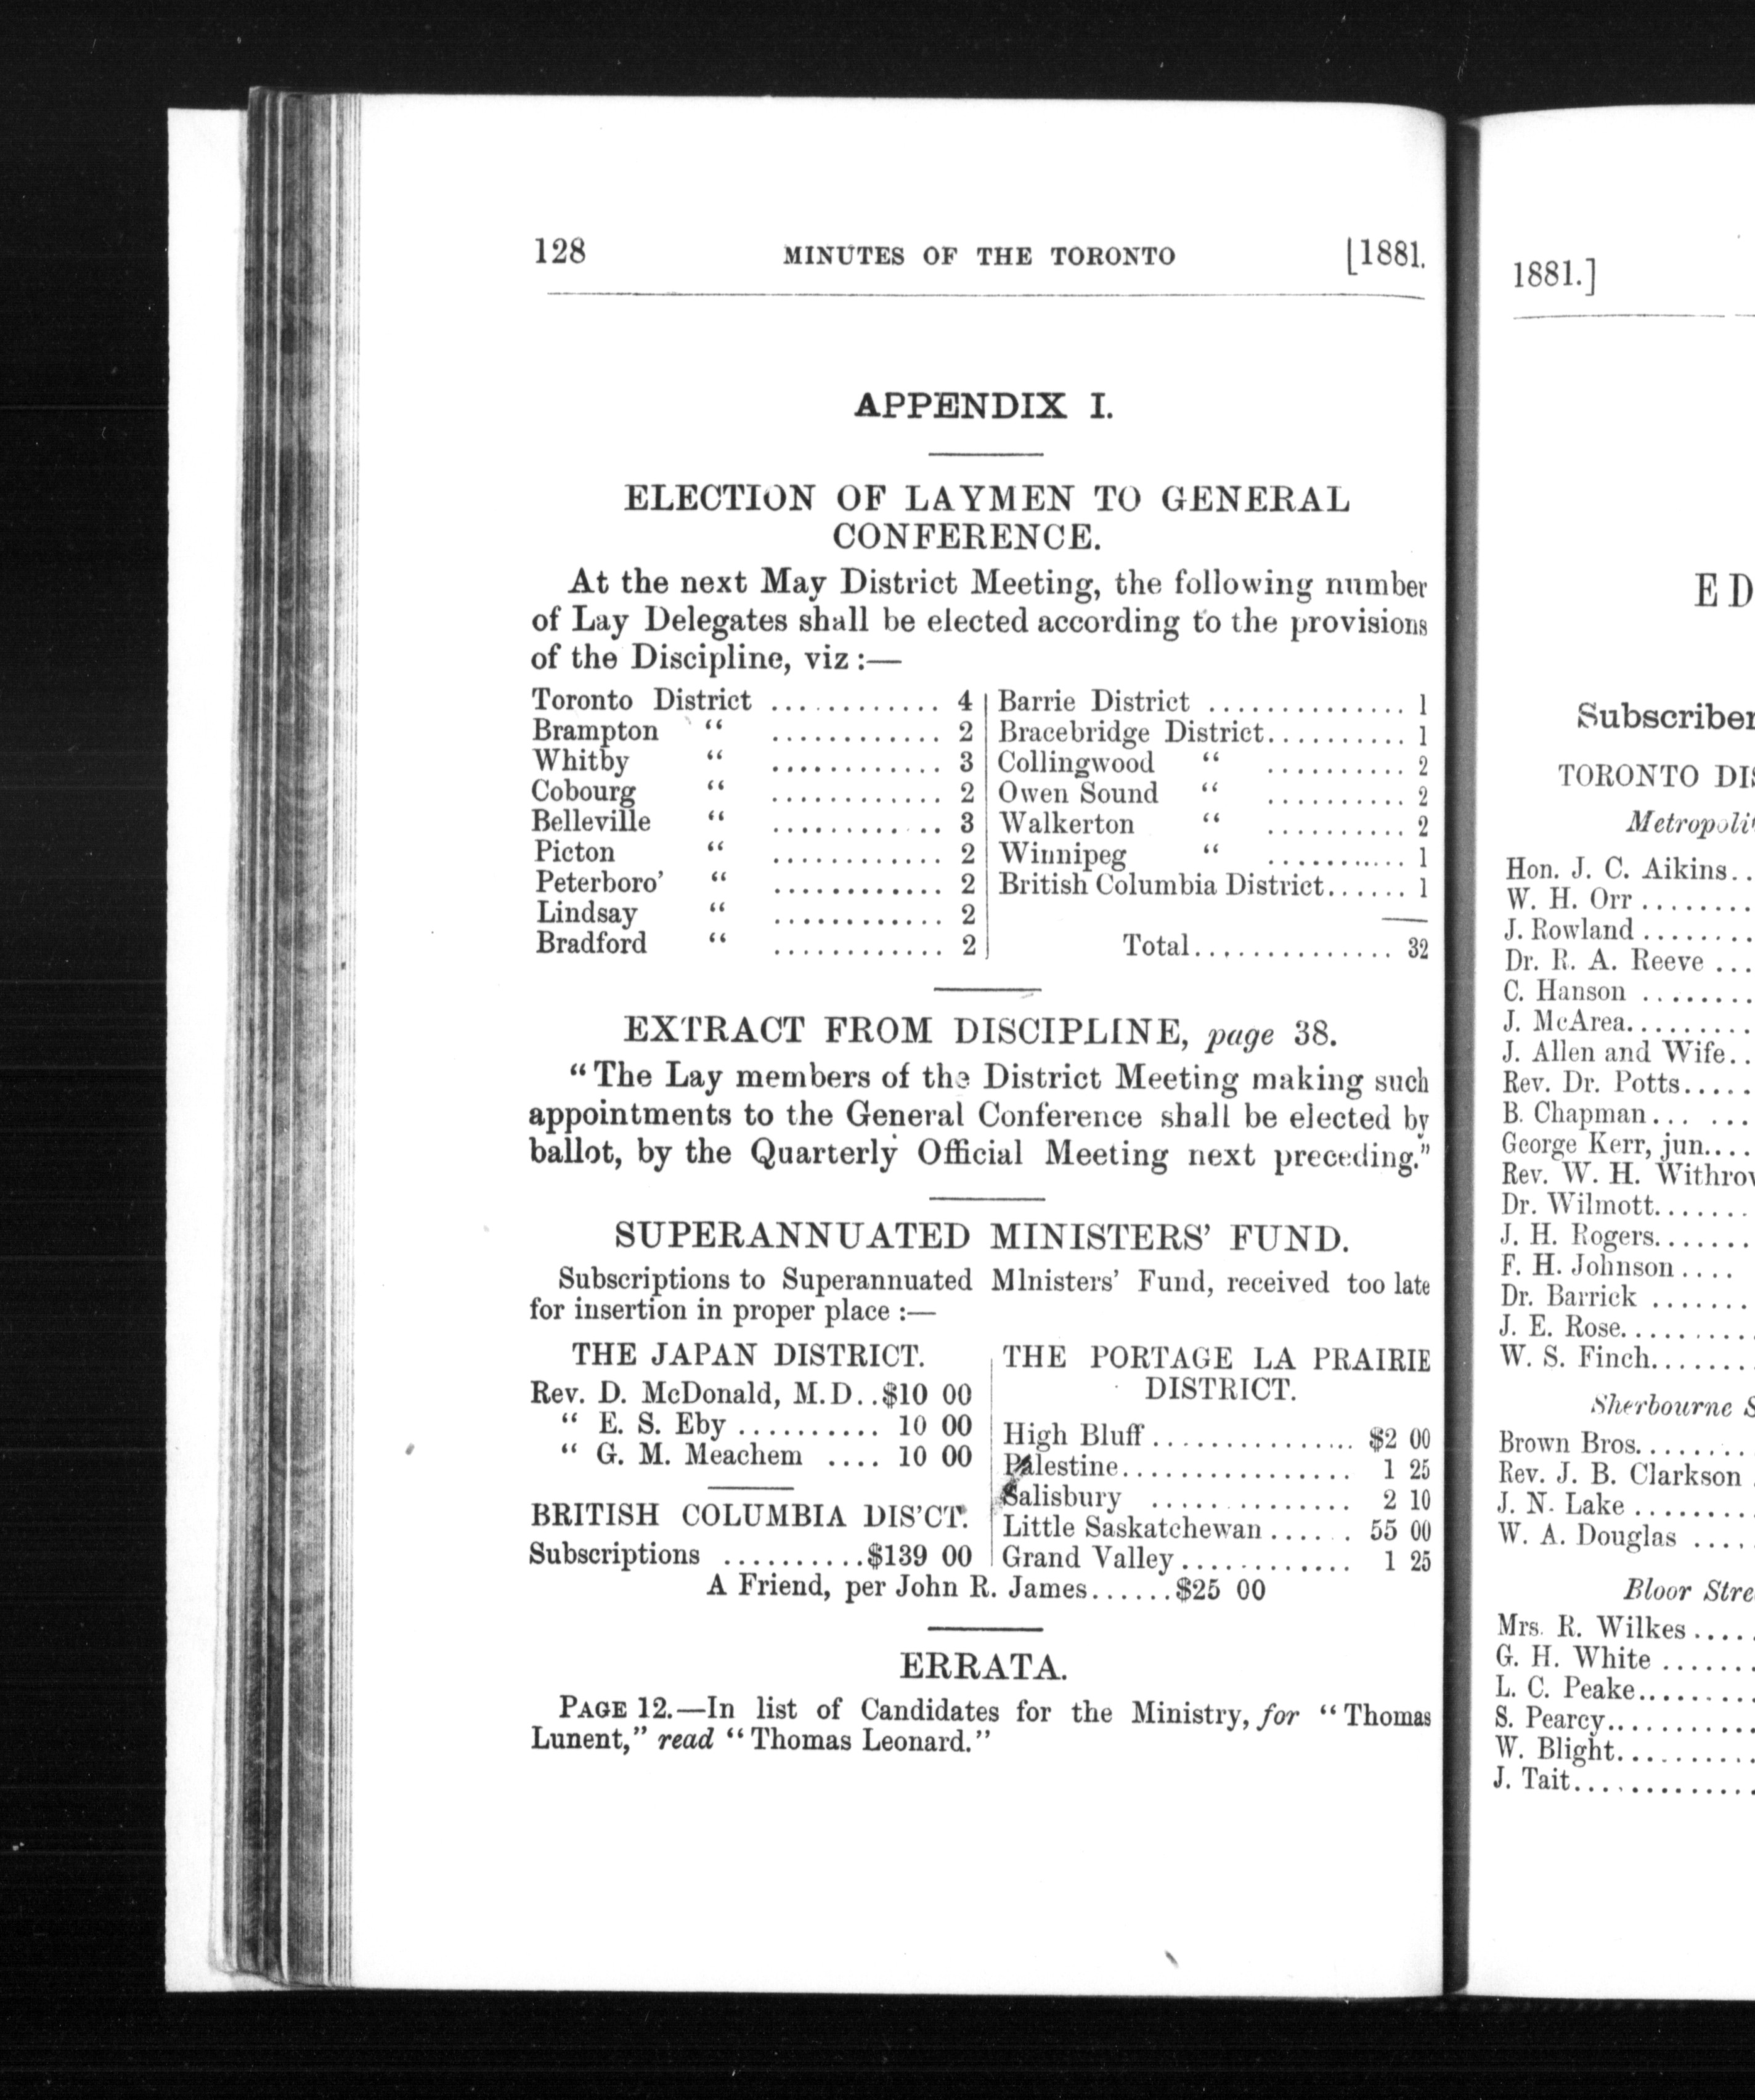 128 MINUTES OF THE TORONTO [1881.
APPENDIX I.
ELECTION OF LAYMEN TO GENERAL
CONFERENCE.
At the next May District Meeting, the following number
of Lay Delegates shall be elected according to the provisions
of the Discipline, viz :—
Toronto District ............ 4
Brampton “ ............ 2
Whitby “ ............ 3
Cobourg “ ............ 2
Belleville “ ............ 3
Picton “ ............ 2
Peterboro’ “ ............ 2
Lindsay “ ............ 2
Bradford “ ............ 2
Barrie District .............. 1
Bracebridge District.......... 1
Collingwood “ .......... 2
Owen Sound “ .......... 2
Walkerton “ .......... 2
Winnipeg “ .......... 1
British Columbia District...... 1
Total.............. 32
EXTRACT FROM DISCIPLINE, page 38.
“The Lay members of the District Meeting making such
appointments to the General Conference shall be elected by
ballot, by the Quarterly Official Meeting next preceding.”
SUPERANNUATED MINISTERS’ FUND.
Subscriptions to Superannuated MInisters’ Fund, received too late
for insertion in proper place :—
THE JAPAN DISTRICT.
Rev. D. McDonald, M.D..$10 00
“ E. S. Eby .......... 10 00
“ G. M. Meachem .... 10 00
BRITISH COLUMBIA DIS’CT.
Subscriptions ..........$139 00
THE PORTAGE LA PRAIRIE
DISTRICT.
High Bluff ............... $2 00
Palestine................. 1 25
Salisbury .............. 2 10
Little Saskatchewan ...... 55 00
Grand Valley ............ 1 25
A Friend, per John R. James......$25 00
ERRATA.
PAGE 12.—In list of Candidates for the Ministry, for “Thomas
Lunent,” read “Thomas Leonard.”
1881.]
ED
Subscriber
TORONTO DIS
Metropolit
Hon. J. C. Aikins..
W. H. Orr ........
J. Rowland ........
Dr. R. A. Reeve ...
C. Hanson ........
J. McArea.........
J. Allen and Wife..
Rev. Dr. Potts.....
B. Chapman... ...
George Kerr, jun....
Rev. W. H. Withrow
Dr. Wilmott.......
J. H. Rogers.......
F. H. Johnson ....
Dr. Barrick .......
J. E. Rose..........
W. S. Finch........
Sherbourne S
Brown Bros.........
Rev. J. B. Clarkson .
J. N. Lake .........
W. A. Douglas ....
Bloor Stre
Mrs. R. Wilkes ....
G. H. White .......
L. C. Peake.........
S. Pearcy...........
W. Blight...........
J. Tait.............